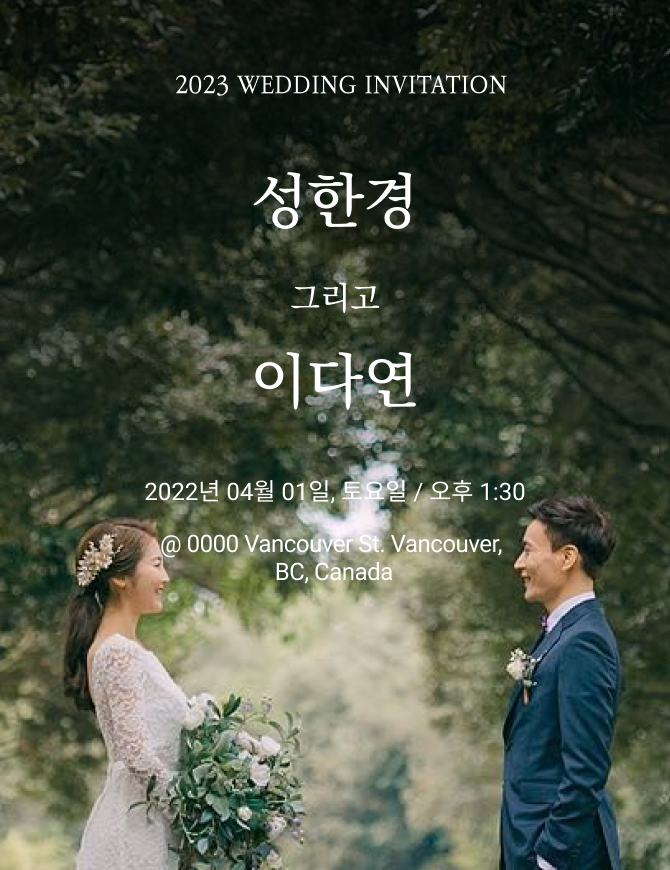 2023 WEDDING INVITATION
성한경
그리고
이다연
2022년 04월 01일, 토요일 / 오후 1:30
@ 0000 Vancouver St. Vancouver,
BC, Canada